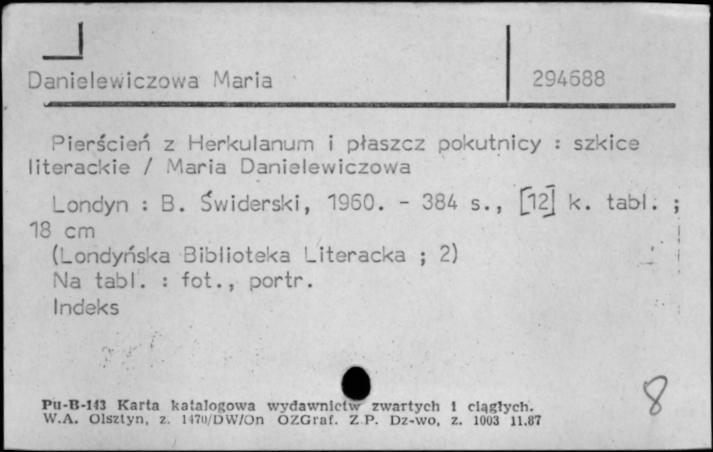 Danielewiczowa Maria 294688
Pierścień z Herkulanum i płaszcz pokutnicy : szkice
literackie / Maria Danielewiczowa
Londyn : B. Świderski, 1960. - 384 s., [12] k. tabl. ;
18 cm
(Londyńska Biblioteka Literacka ; 2)
Na tabl. : fot., portr.
Indeks
8
Pu-B-143 Karta katalogowa wydawnictw zwartych i ciągłych.
W.A. Olsztyn, z. 1470/DW/On OZGraf. Z.P. Dz-wo, z. 1003 11.87